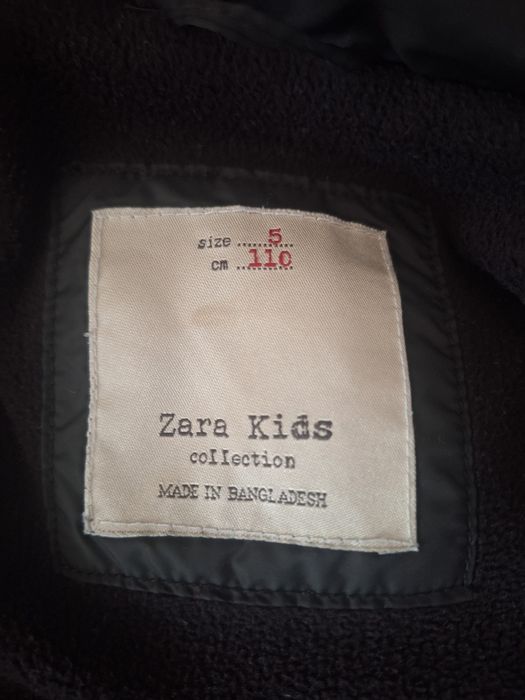 size ........5...
cm ...110
Zara Kids
collection
MADE IN BANGLADESH